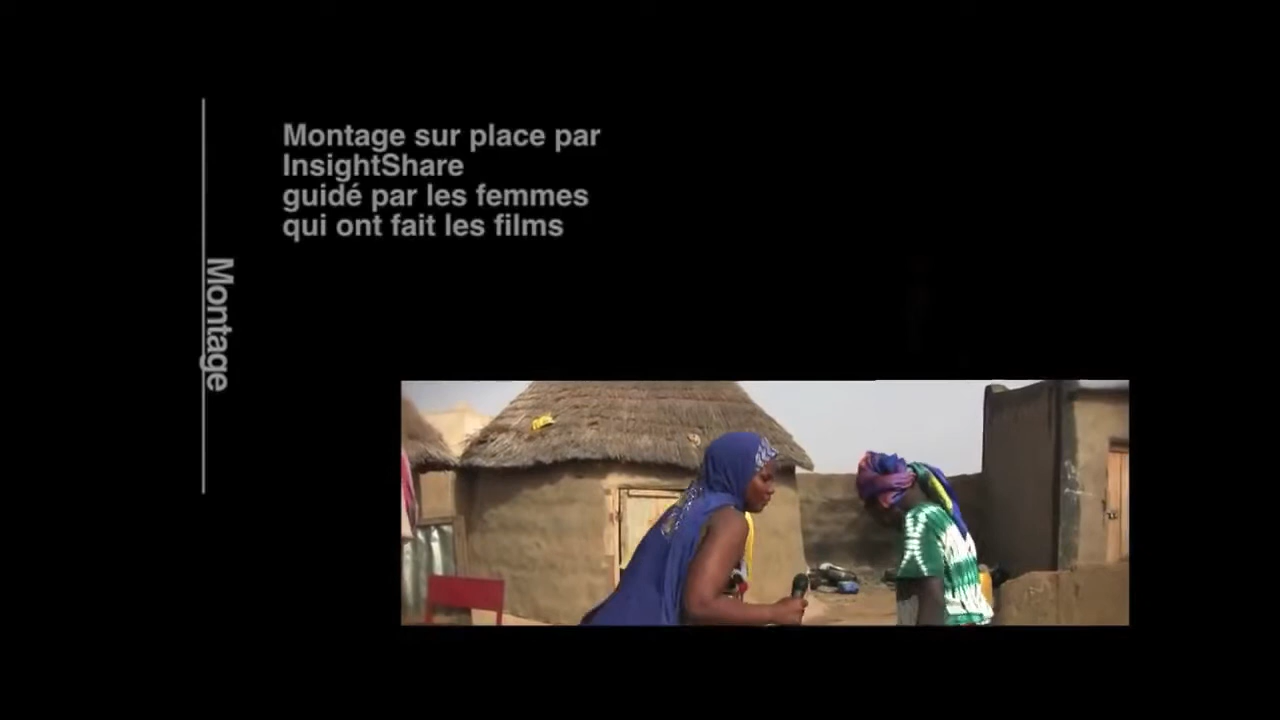 Montage sur place par
InsightShare
guidé par les femmes
qui ont fait les films
Montage